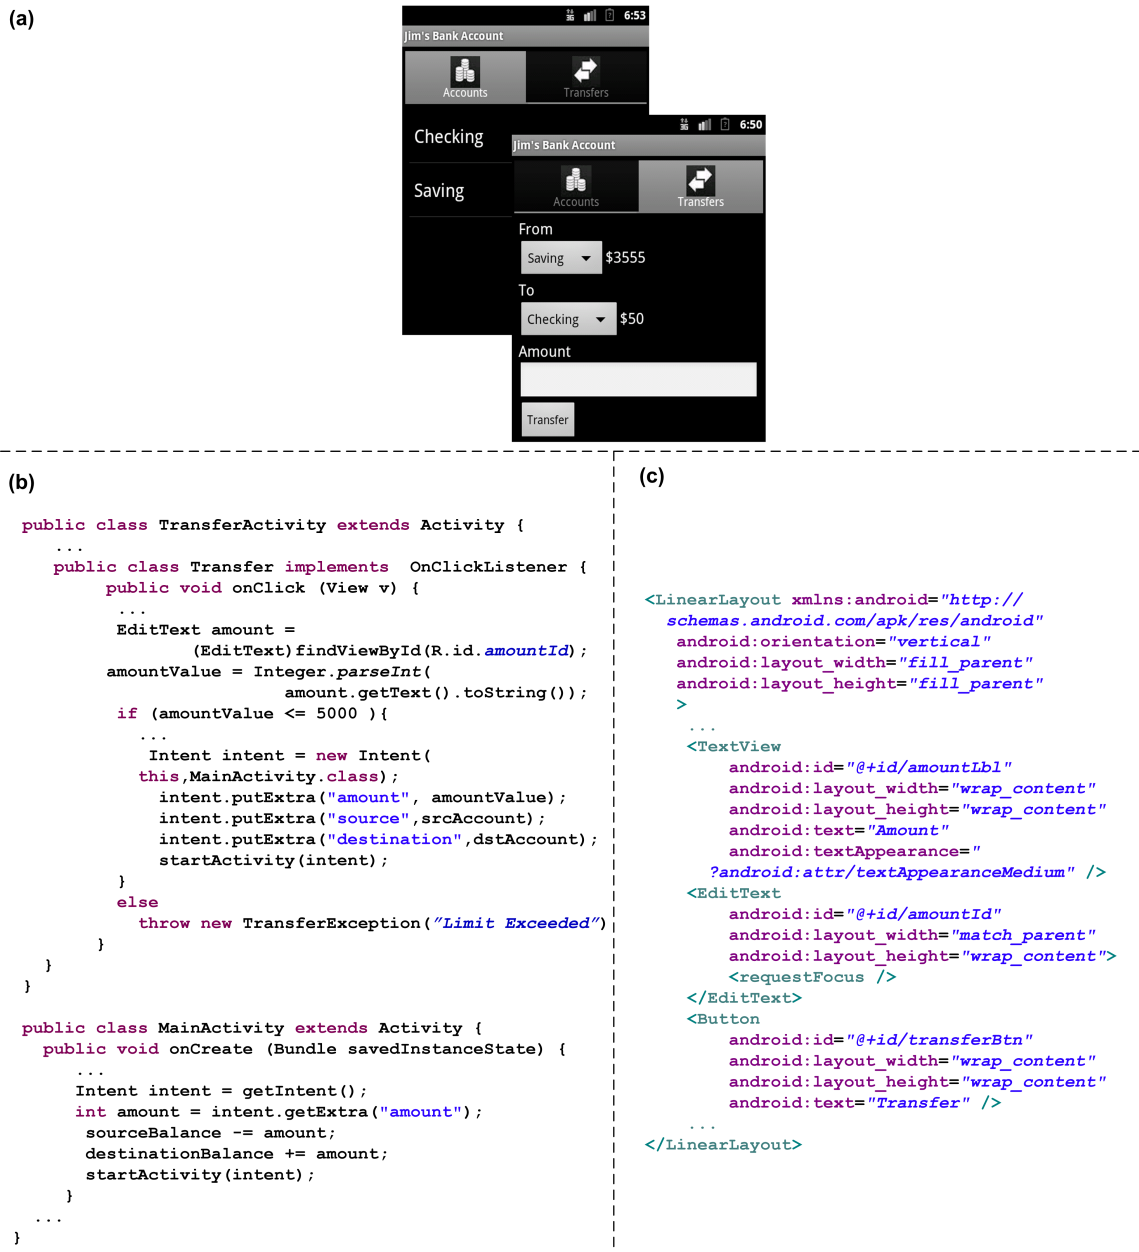 (a)
6:53
Jim's Bank Account
Accounts
Transfers
Checking
Saving
6:50
Jim's Bank Account
Accounts
Transfers
From
Saving
$3555
To
Checking
$50
Amount
Transfer
(b)
public class TransferActivity extends Activity {
...
public class Transfer implements OnClickListener {
public void onClick (View v) {
...
EditText amount =
(EditText)findViewById(R.id.amountId);
amountValue = Integer.parseInt(
amount.getText().toString());
if (amountValue <= 5000 ){
...
Intent intent = new Intent(
this,MainActivity.class);
intent.putExtra("amount", amountValue);
intent.putExtra("source",srcAccount);
intent.putExtra("destination",dstAccount);
startActivity(intent);
}
else
throw new TransferException(”Limit Exceeded”)
}
}
}
public class MainActivity extends Activity {
public void onCreate (Bundle savedInstanceState) {
...
Intent intent = getIntent();
int amount = intent.getExtra("amount");
sourceBalance -= amount;
destinationBalance += amount;
startActivity(intent);
}
...
}
(c)
<LinearLayout xmlns:android="http://
schemas.android.com/apk/res/android"
android:orientation="vertical"
android:layout_width="fill_parent"
android:layout_height="fill_parent"
>
...
<TextView
android:id="@+id/amountLbl"
android:layout_width="wrap_content"
android:layout_height="wrap_content"
android:text="Amount"
android:textAppearance="
?android:attr/textAppearanceMedium" />
<EditText
android:id="@+id/amountId"
android:layout_width="match_parent"
android:layout_height="wrap_content">
<requestFocus />
</EditText>
<Button
android:id="@+id/transferBtn"
android:layout_width="wrap_content"
android:layout_height="wrap_content"
android:text="Transfer" />
...
</LinearLayout>